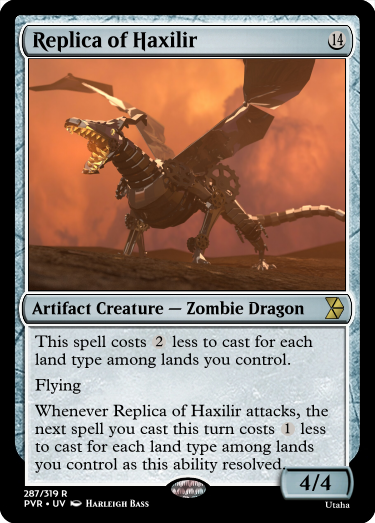 Replica of Haxilir 14
Artifact Creature — Zombie Dragon
This spell costs 2 less to cast for each
land type among lands you control.
Flying
Whenever Replica of Haxilir attacks, the
next spell you cast this turn costs 1 less
to cast for each land type among lands
you control as this ability resolved.
4/4
287/319 R
PVR • UV Harleigh Bass
Utaha